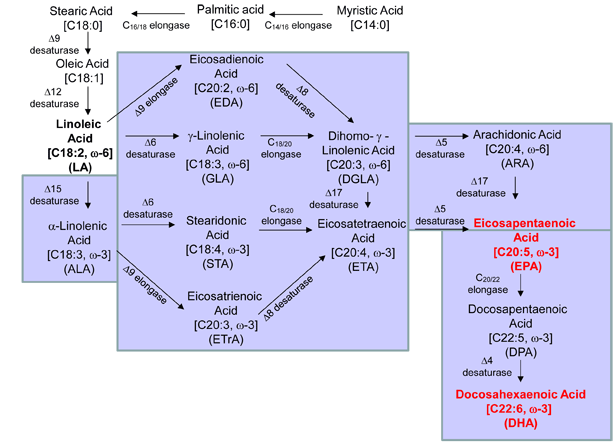 Stearic Acid
[C18:0]
C16/18 elongase
Palmitic acid
[C16:0]
C14/16 elongase
Myristic Acid
[C14:0]
Δ9
desaturase
Oleic Acid
[C18:1]
Δ12
desaturase
Linoleic
Acid
[C18:2, ω-6]
(LA)
Δ9 elongase
Eicosadienoic
Acid
[C20:2, ω-6]
(EDA)
Δ8
desaturase
Δ6
desaturase
γ-Linolenic
Acid
[C18:3, ω-6]
(GLA)
C18/20
elongase
Dihomo- γ -
Linolenic Acid
[C20:3, ω-6]
(DGLA)
Δ5
desaturase
Arachidonic Acid
[C20:4, ω-6]
(ARA)
Δ15
desaturase
Δ17
desaturase
Δ17
desaturase
α-Linolenic
Acid
[C18:3, ω-3]
(ALA)
Δ6
desaturase
Stearidonic
Acid
[C18:4, ω-3]
(STA)
C18/20
elongase
Eicosatetraenoic
Acid
[C20:4, ω-3]
(ETA)
Δ5
desaturase
Eicosapentaenoic
Acid
[C20:5, ω-3]
(EPA)
Δ9 elongase
Eicosatrienoic
Acid
[C20:3, ω-3]
(ETrA)
Δ8 desaturase
C20/22
elongase
Docosapentaenoic
Acid
[C22:5, ω-3]
(DPA)
Δ4
desaturase
Docosahexaenoic Acid
[C22:6, ω-3]
(DHA)